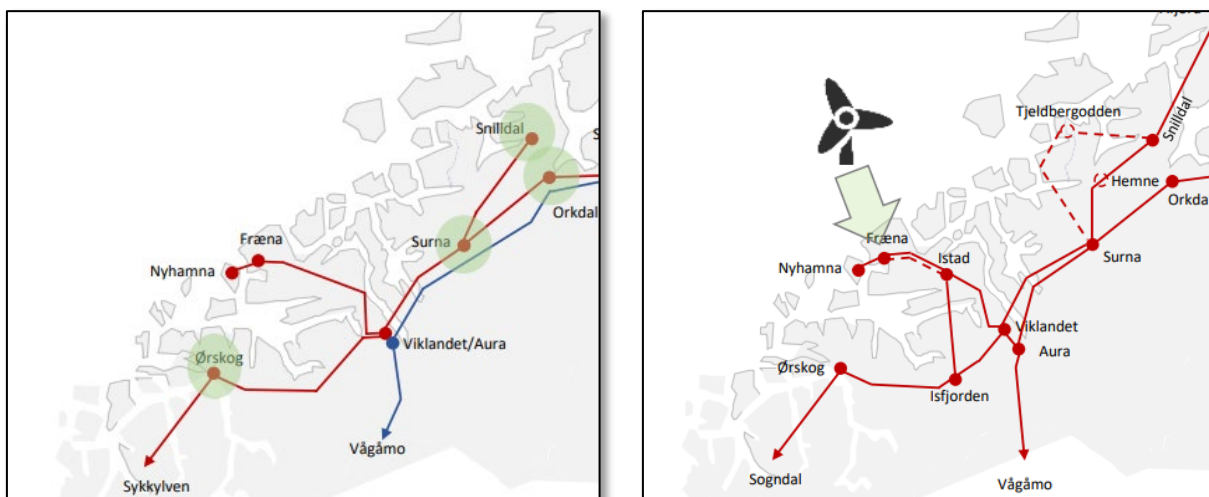 Snilldal
S
Orkdal
Surna
Fræna
Nyhamna
Viklandet/Aura
Ørskog
Vågåmo
Sykkylven
Tjeldbergodden
Snilldal
Hemne
Orkda
Fræna
Istad
Surna
Nyhamna
Viklandet
Ørskog
Aura
Isfjorden
Sogndal
Vågåmo